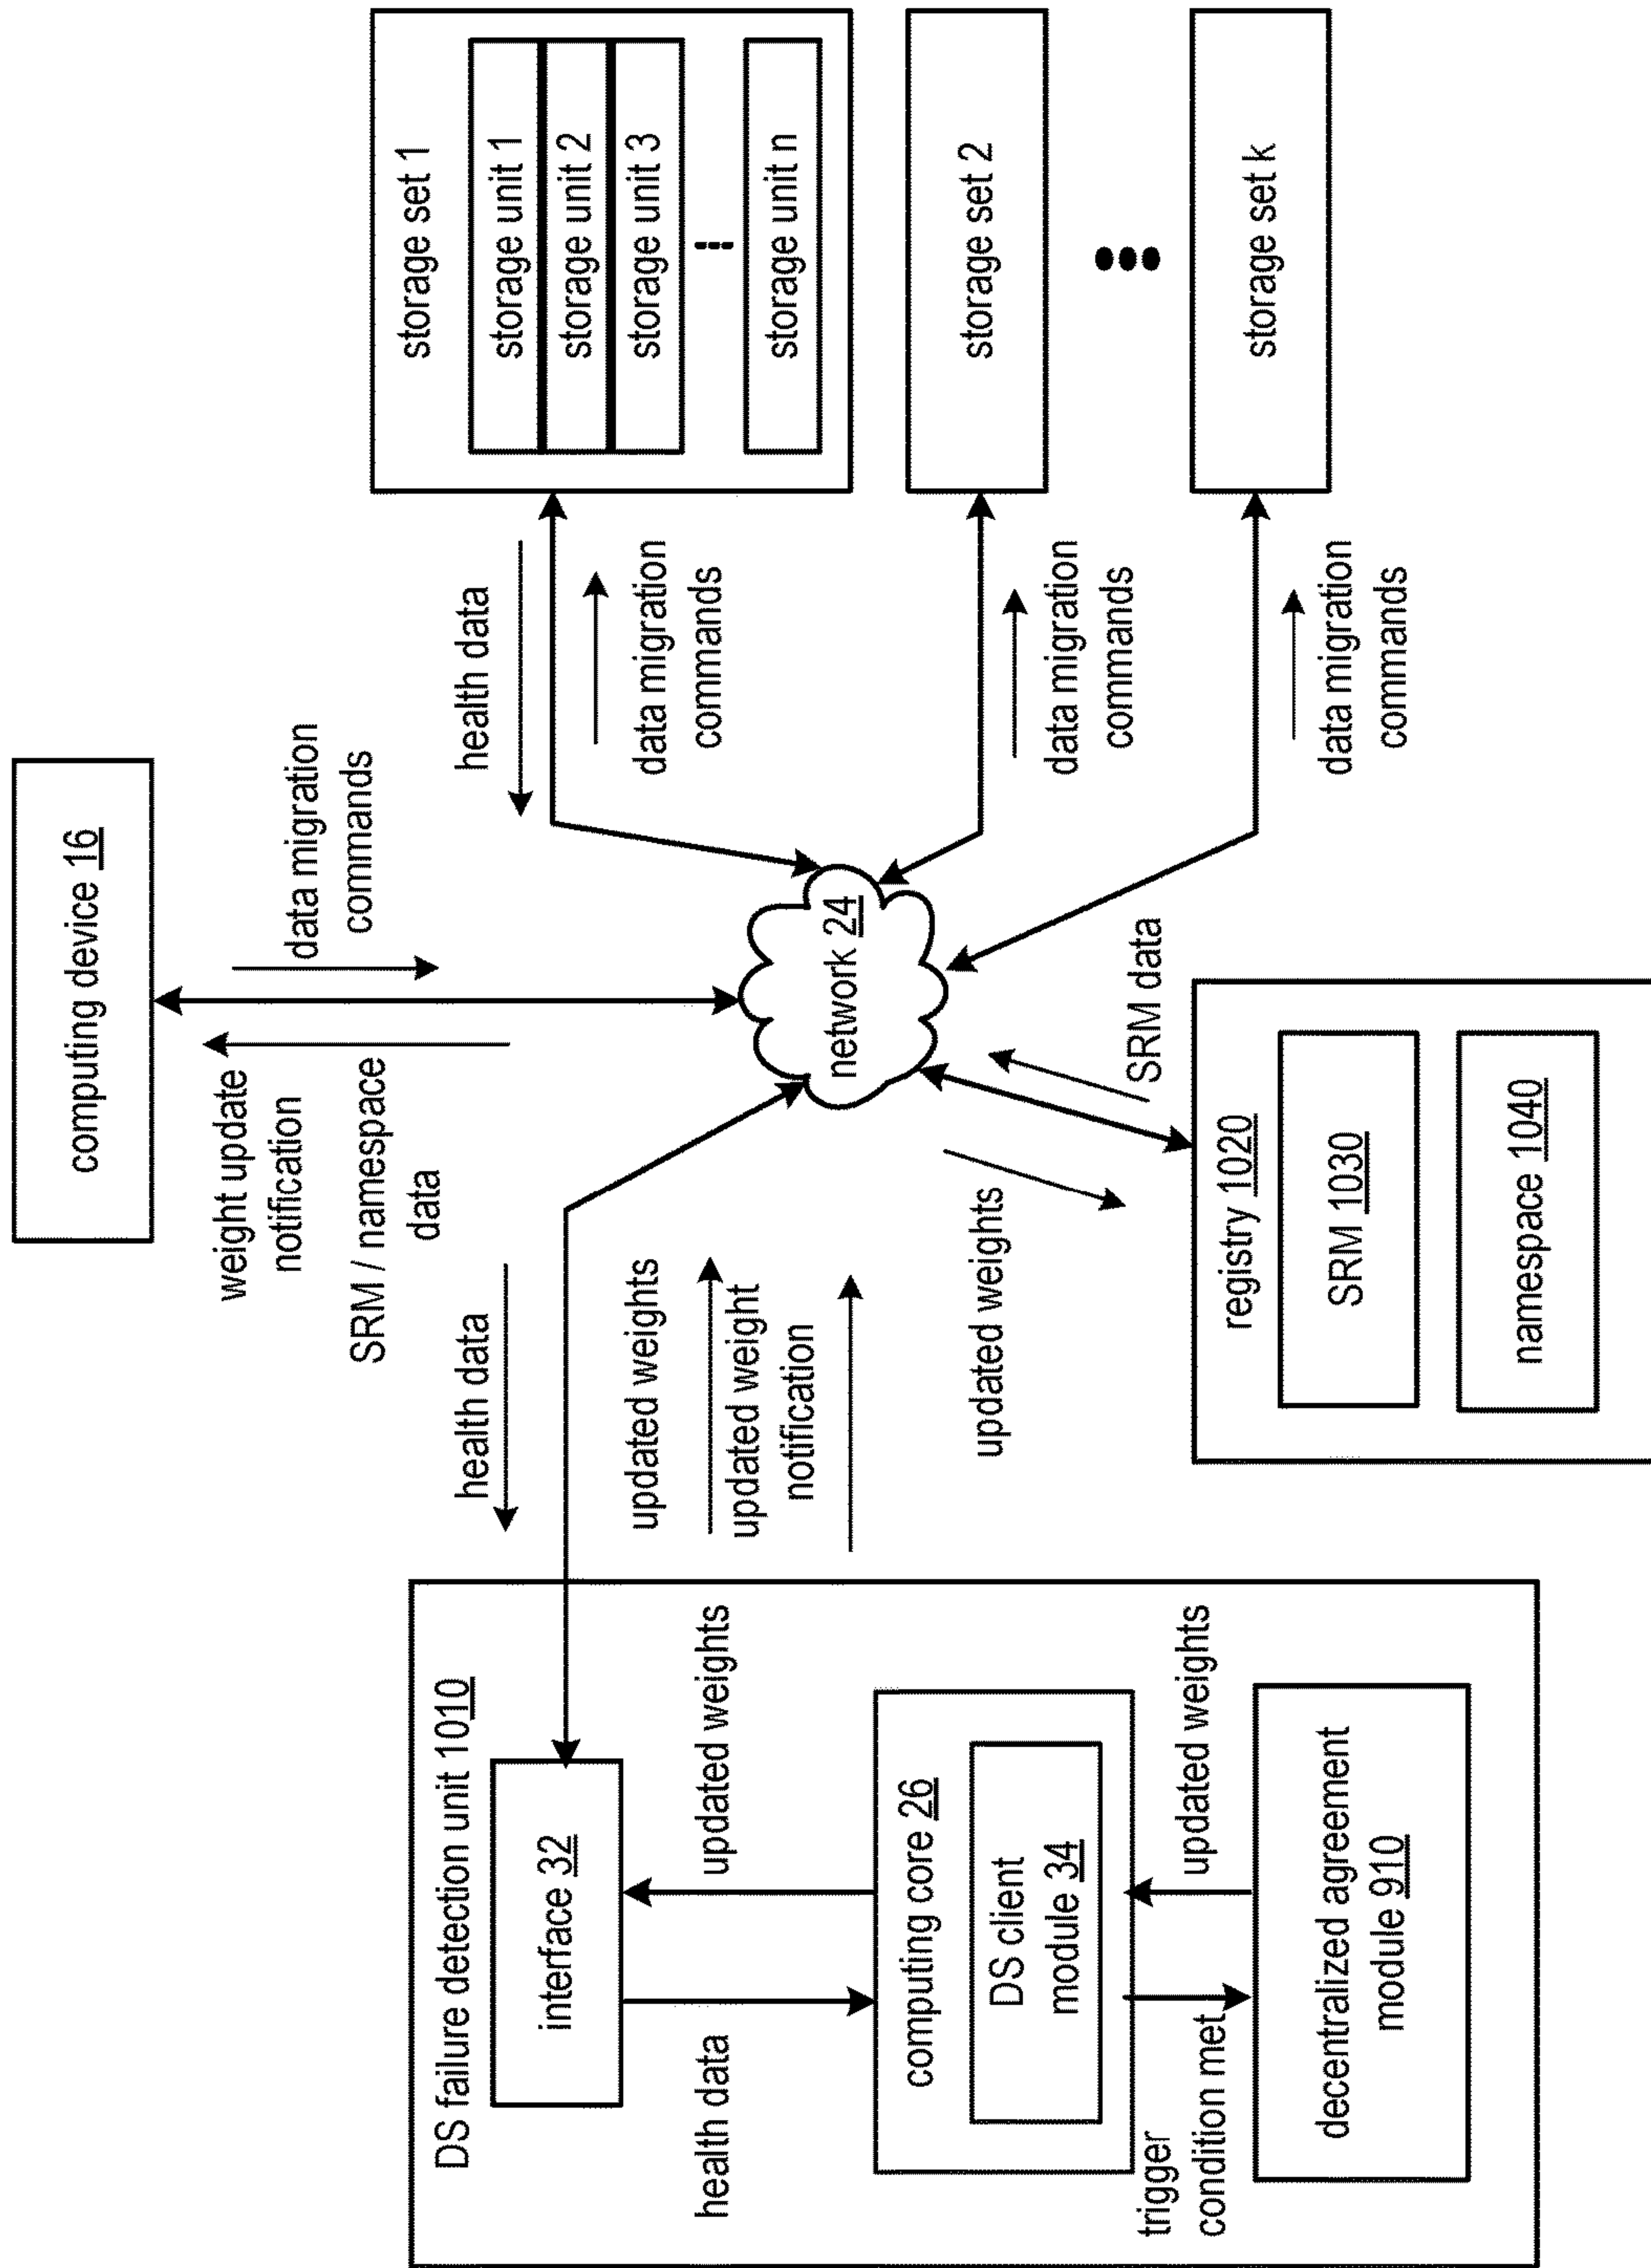 DS failure detection unit 1010
interface 32
health data
updated weights
computing core 26
DS client
module 34
trigger
condition met
updated weights
decentralized agreement
module 910
health data
updated weights
updated weight
notification
computing device 16
weight update
notification
SRM / namespace
data
data migration
commands
network 24
updated weights
SRM data
registry 1020
SRM 1030
namespace 1040
health data
data migration
commands
data migration
commands
data migration
commands
storage set 1
storage unit 1
storage unit 2
storage unit 3
storage unit n
storage set 2
storage set k